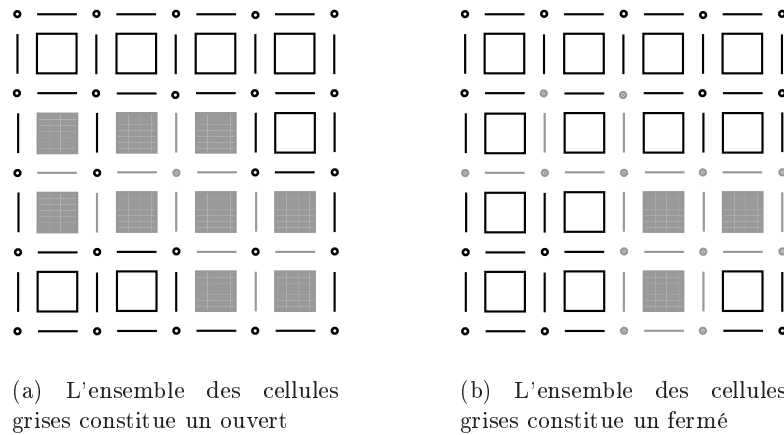 (a) L'ensemble des cellules
grises constitue un ouvert
(b) L'ensemble des cellules
grises constitue un fermé